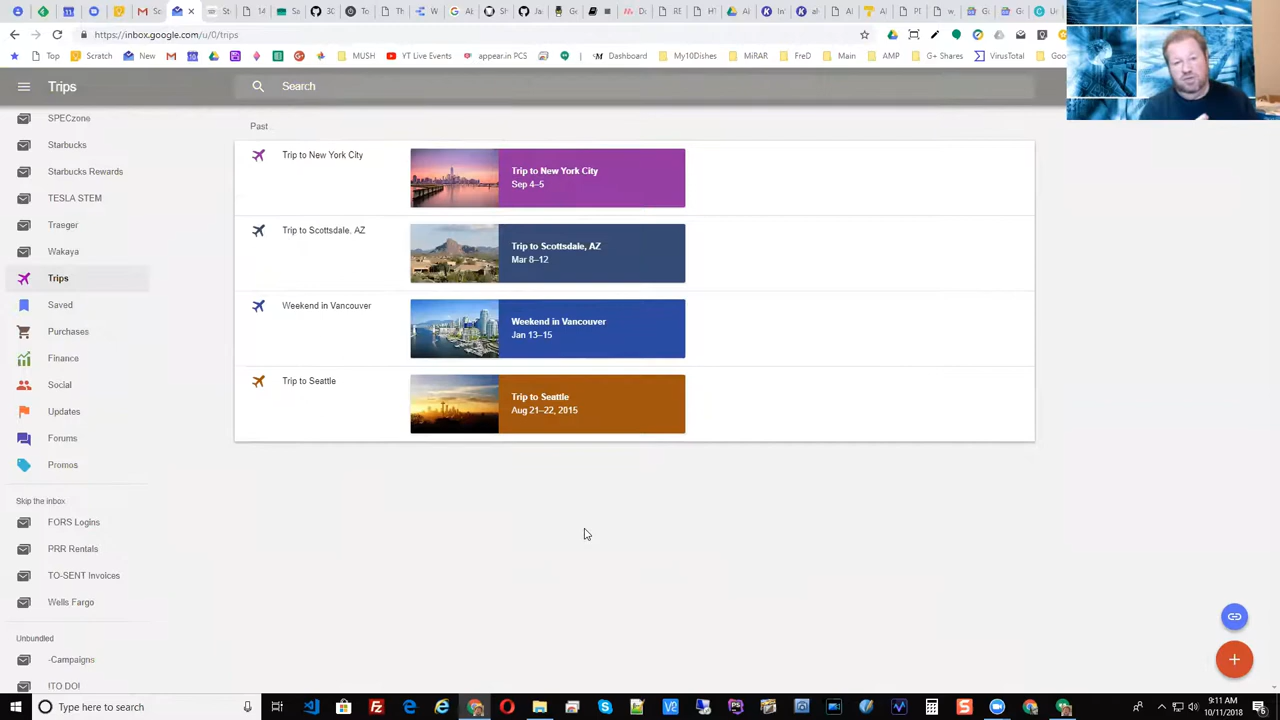 https://inbox.google.com/u/0/trips
Top
Scratch
New
MUSH
YT Live Events
appear.in PCS
Dashboard
My10Dishes
MiRAR
FreD
Main
AMP
G+ Shares
VirusTotal
Trips
Search
SPECzone
Starbucks
Starbucks Rewards
TESLA STEM
Traeger
Wakaya
Trips
Saved
Purchases
Finance
Social
Updates
Forums
Promos
Skip the inbox
FORS Logins
PRR Rentals
TO-SENT Invoices
Wells Fargo
Unbundled
-Campaigns
!TO DO!
Past
Trip to New York City
Trip to New York City
Sep 4–5
Trip to Scottsdale, AZ
Trip to Scottsdale, AZ
Mar 8–12
Weekend in Vancouver
Weekend in Vancouver
Jan 13–15
Trip to Seattle
Trip to Seattle
Aug 21–22, 2015
Type here to search
9:11 AM
10/11/2018